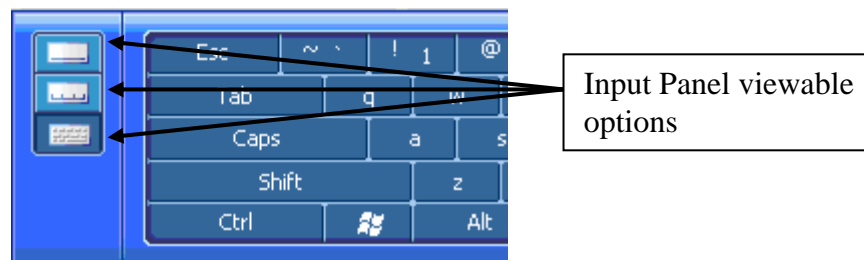 Esc ~ ` ! 1 @
Tab q w
Caps a s
Shift z
Ctrl Alt
Input Panel viewable
options